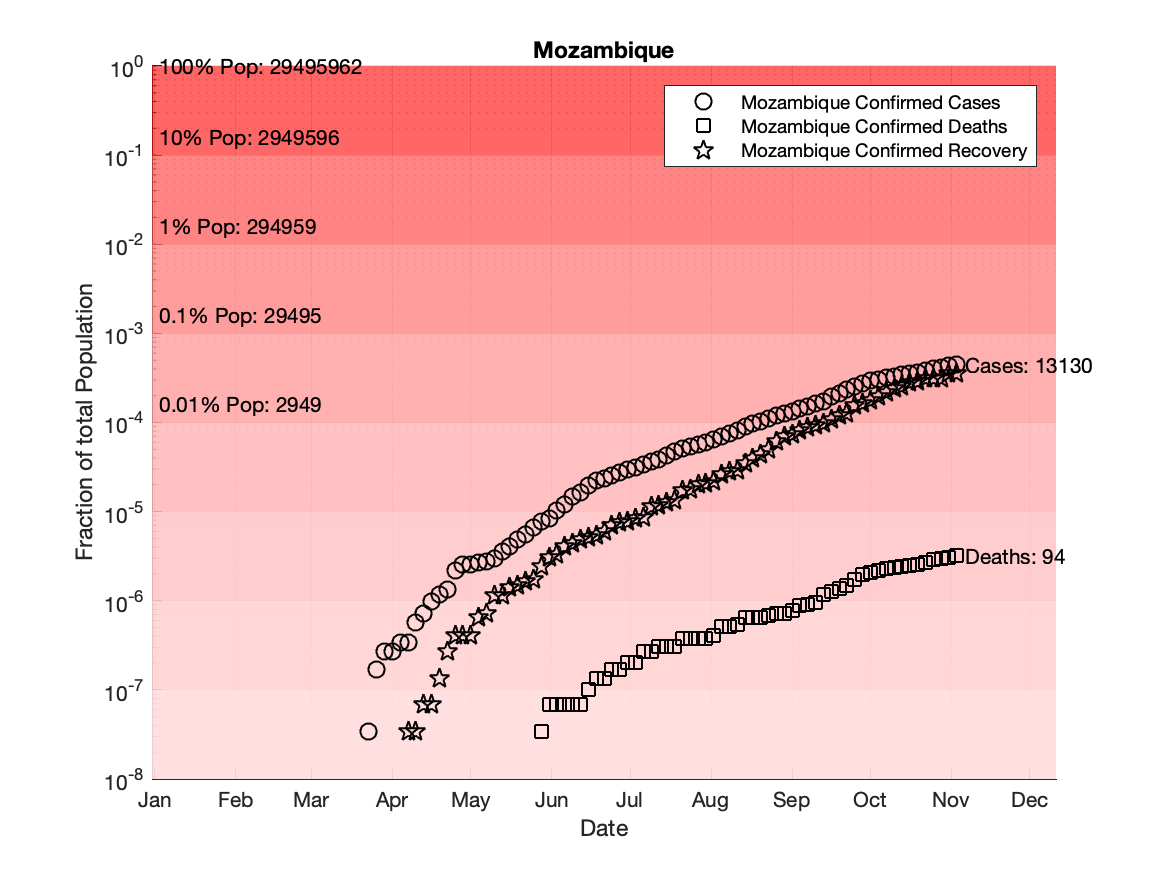 Mozambique
10^0
10^-1
10^-2
10^-3
10^-4
10^-5
10^-6
10^-7
10^-8
Fraction of total Population
100% Pop: 29495962
10% Pop: 2949596
1% Pop: 294959
0.1% Pop: 29495
0.01% Pop: 2949
Mozambique Confirmed Cases
Mozambique Confirmed Deaths
Mozambique Confirmed Recovery
Cases: 13130
Deaths: 94
Jan Feb Mar Apr May Jun Jul Aug Sep Oct Nov Dec
Date